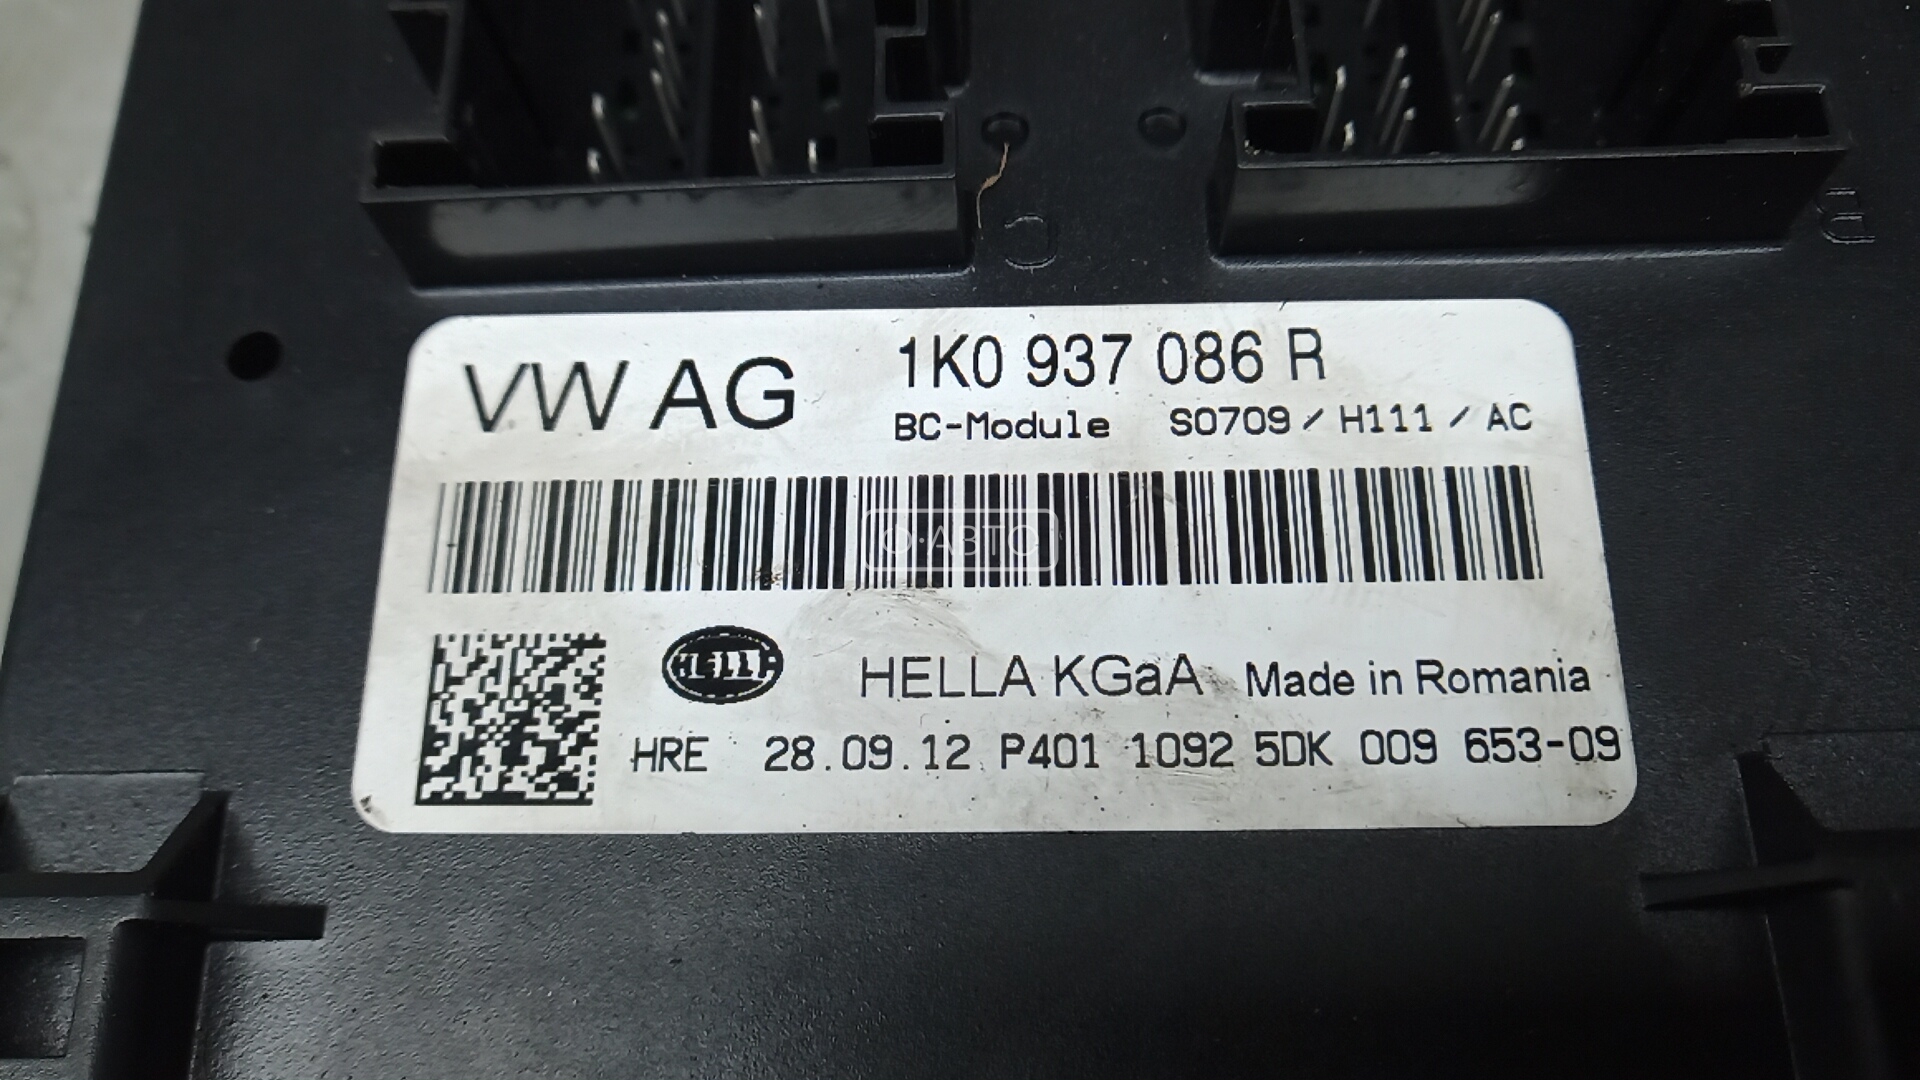 C R
VW AG 1K0 937 086 R
BC-Module S0709 / H111 / AC
О·АВТО
HELLA HELLA KGaA Made in Romania
HRE 28.09.12 P401 1092 5DK 009 653-09